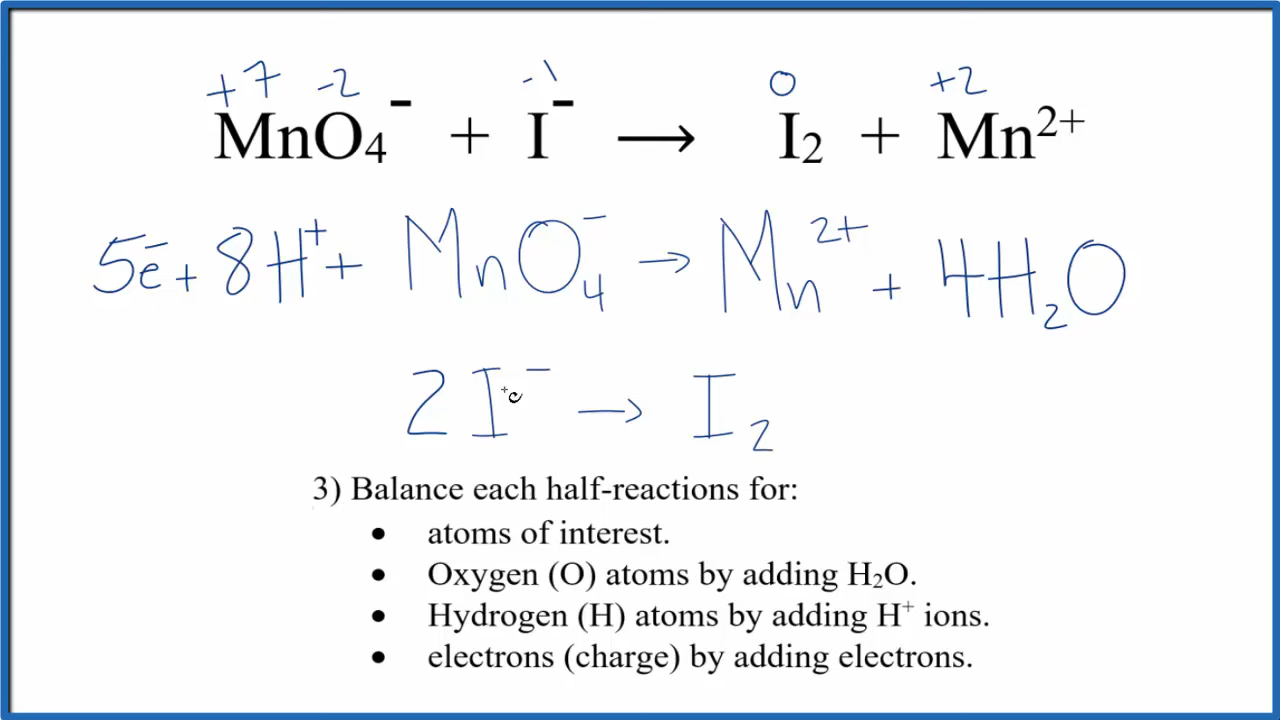 +7 -2 -1 0 +2
MnO₄⁻ + I⁻ ⟶ I₂ + Mn²⁺
5e⁻ + 8H⁺ + MnO₄⁻ → Mn²⁺ + 4H₂O
2I⁻ → I₂
3) Balance each half-reactions for:
• atoms of interest.
• Oxygen (O) atoms by adding H₂O.
• Hydrogen (H) atoms by adding H⁺ ions.
• electrons (charge) by adding electrons.